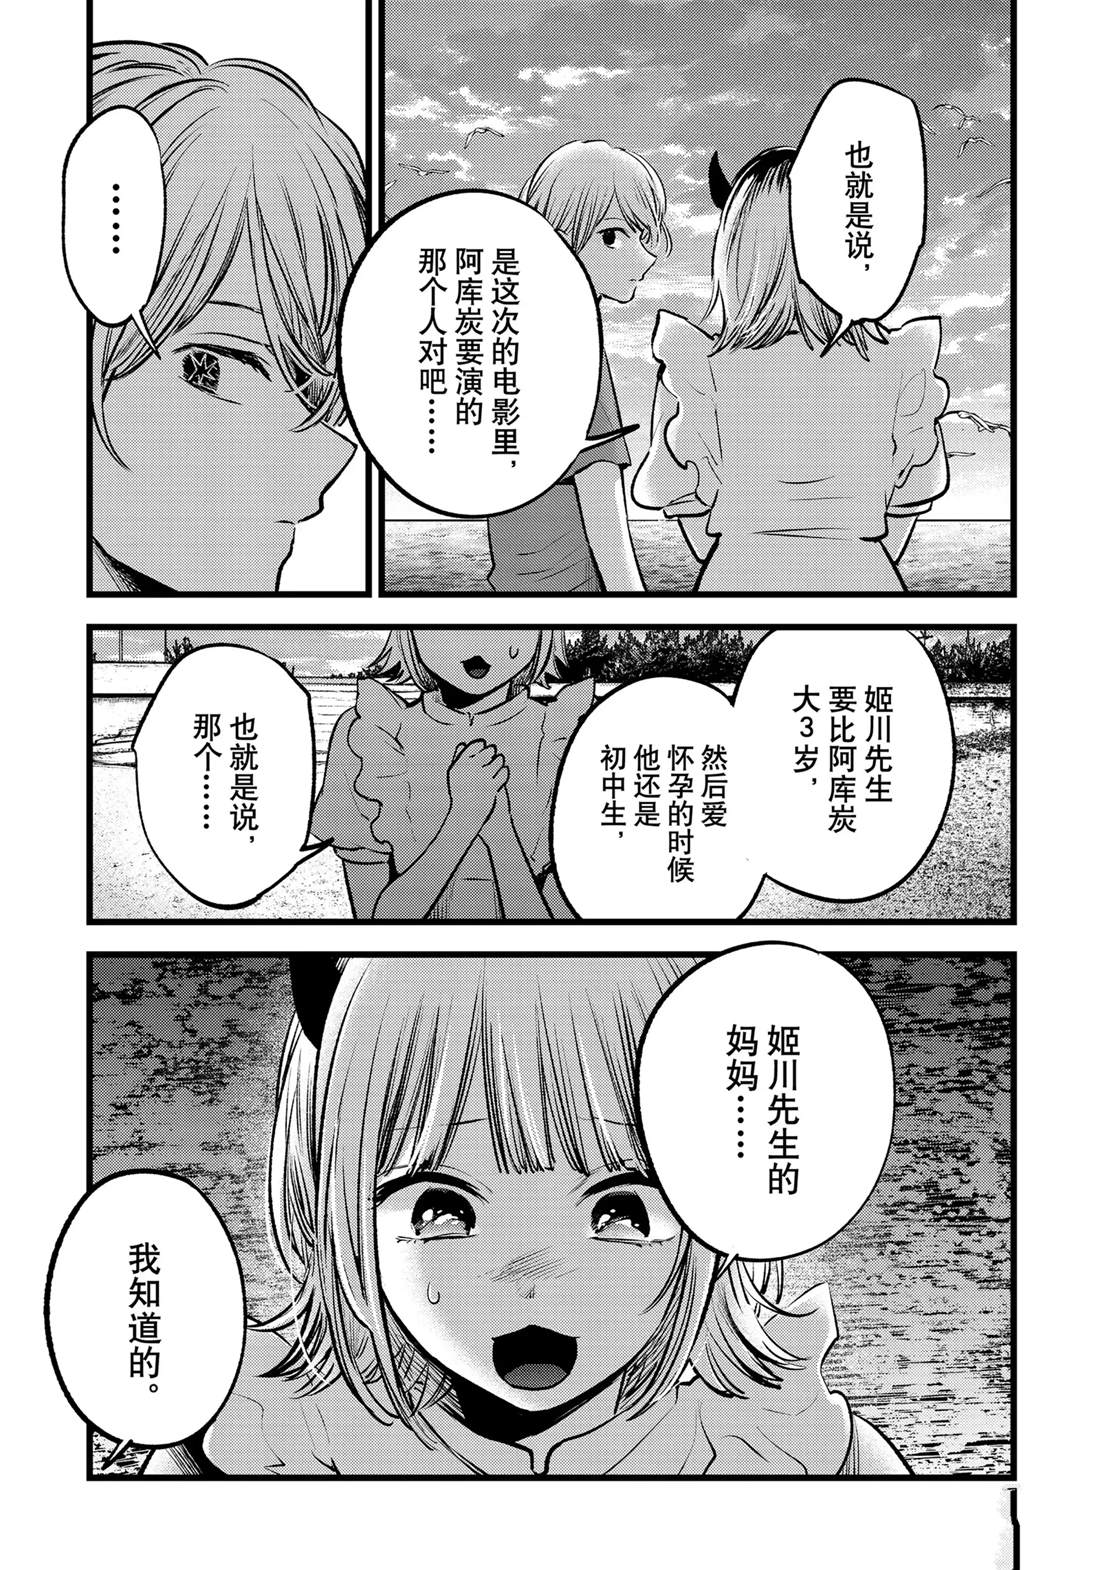 也就是说，
是这次的电影里，
阿库炭要演的
那个人对吧……
……
姬川先生
要比阿库炭
大3岁，
然后爱
怀孕的时候
他还是
初中生，
也就是说，
那个……
姬川先生的
妈妈……
我知道的。